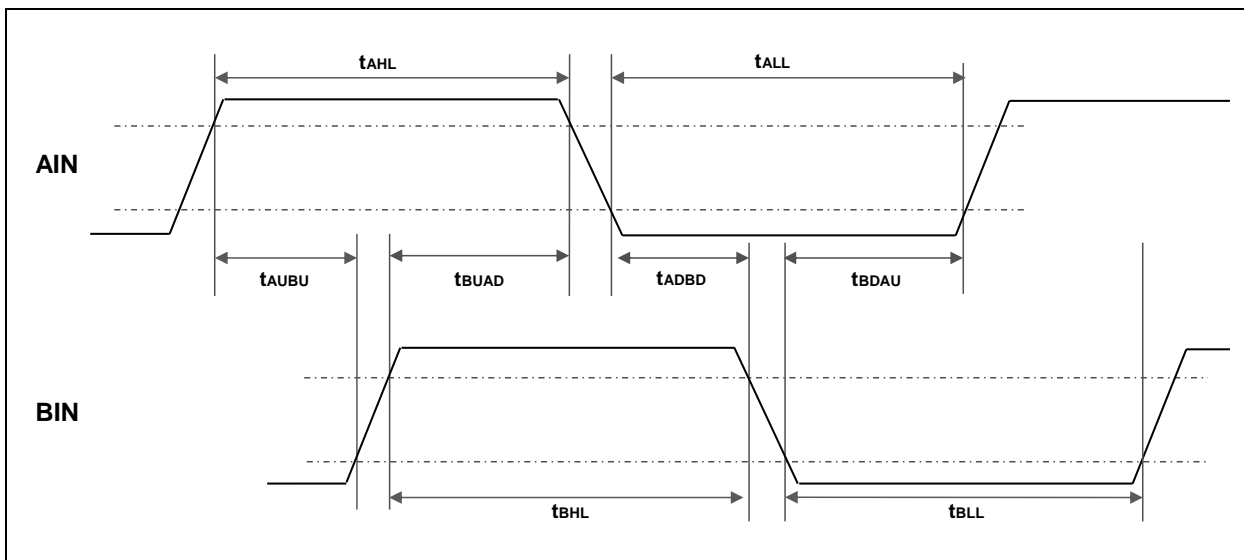 tAHL
tALL
AIN
tAUBU
tBUAD
tADBD
tBDAU
BIN
tBHL
tBLL